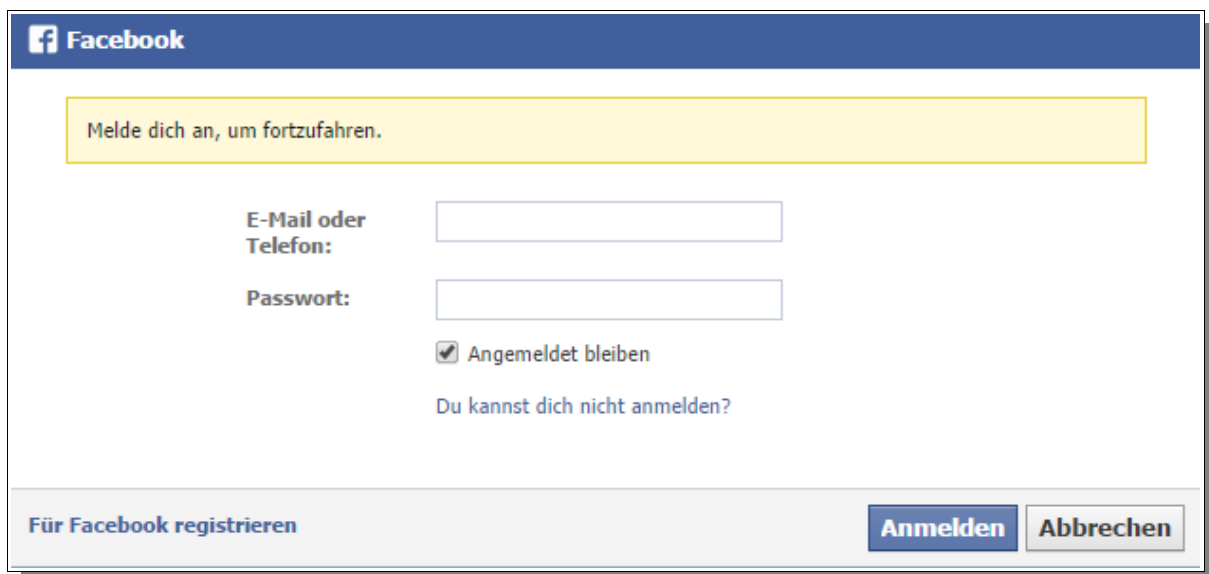 Facebook
Melde dich an, um fortzufahren.
E-Mail oder
Telefon:
Passwort:
Angemeldet bleiben
Du kannst dich nicht anmelden?
Für Facebook registrieren
Anmelden
Abbrechen